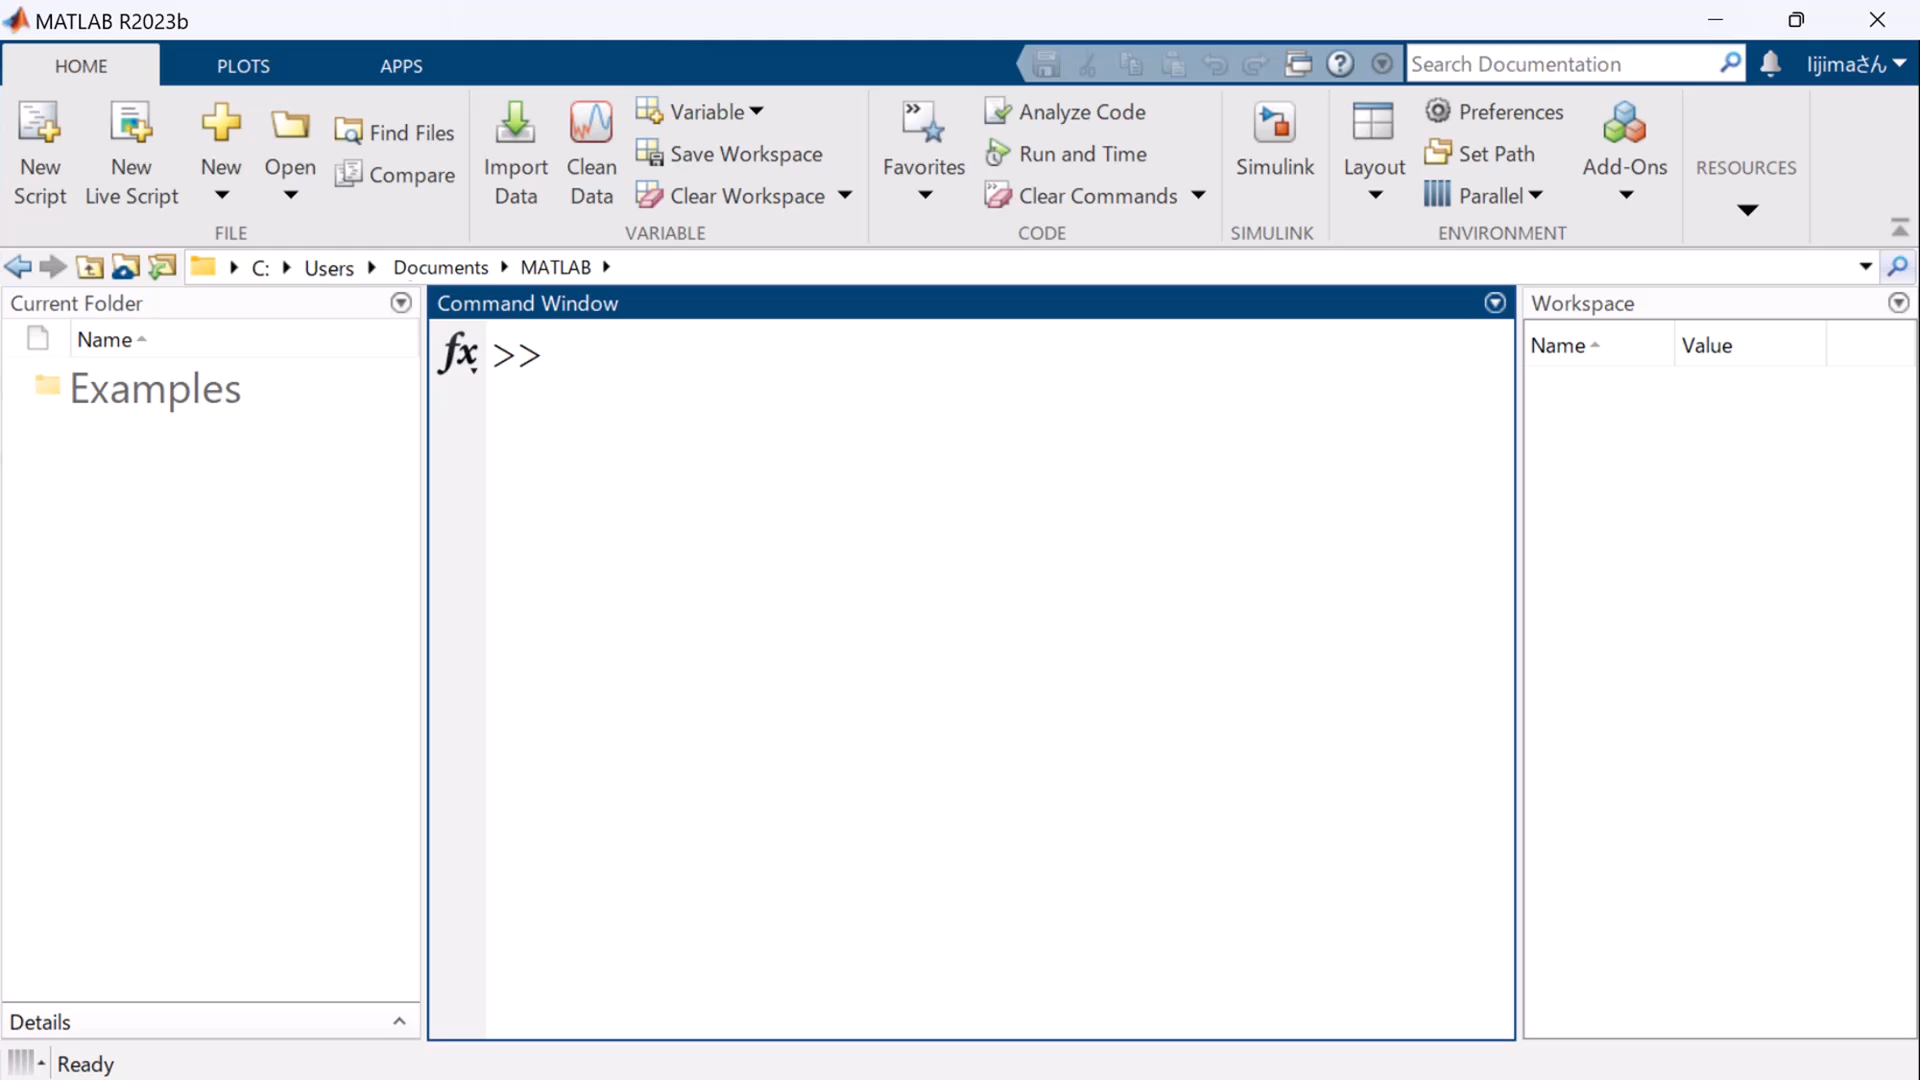 MATLAB R2023b
HOME PLOTS APPS Search Documentation Iijimaさん
New Script
New Live Script
New
Open
Find Files
Compare
FILE
Import Data
Clean Data
Variable
Save Workspace
Clear Workspace
VARIABLE
Favorites
Analyze Code
Run and Time
Clear Commands
CODE
Simulink
SIMULINK
Layout
Preferences
Set Path
Parallel
Add-Ons
ENVIRONMENT
RESOURCES
C: Users Documents MATLAB
Current Folder
Name
Examples
Details
Command Window
fx >>
Workspace
Name Value
Ready